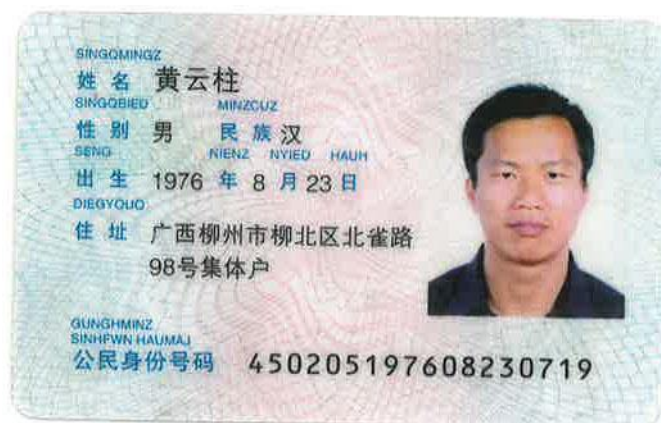 SINGQMINGZ
姓 名 黄云柱
SINGQBIED MINZCUZ
性 别 男 民 族 汉
SENG NIENZ NYIED HAUH
出 生 1976 年 8 月 23 日
DIEGYOUQ
住 址 广西柳州市柳北区北雀路
98号集体户
GUNGHMINZ
SINHFWN HAUMAJ
公民身份号码 450205197608230719